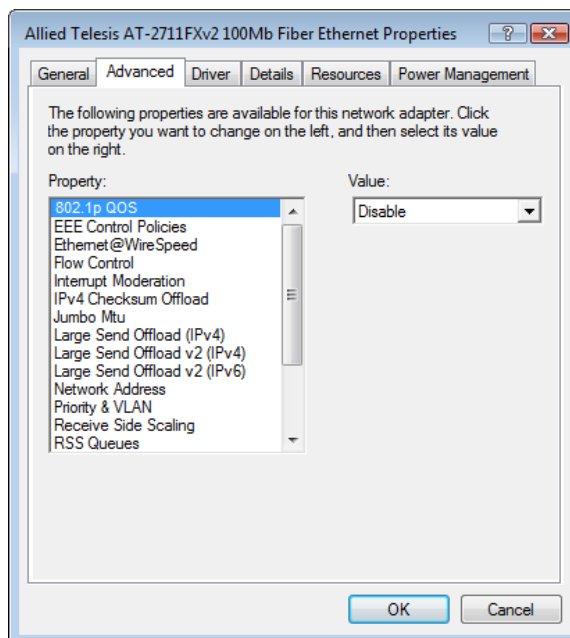 Allied Telesis AT-2711FXv2 100Mb Fiber Ethernet Properties
General Advanced Driver Details Resources Power Management
The following properties are available for this network adapter. Click
the property you want to change on the left, and then select its value
on the right.
Property:
802.1p QOS
EEE Control Policies
Ethernet@WireSpeed
Flow Control
Interrupt Moderation
IPv4 Checksum Offload
Jumbo Mtu
Large Send Offload (IPv4)
Large Send Offload v2 (IPv4)
Large Send Offload v2 (IPv6)
Network Address
Priority & VLAN
Receive Side Scaling
RSS Queues
Value:
Disable
OK Cancel